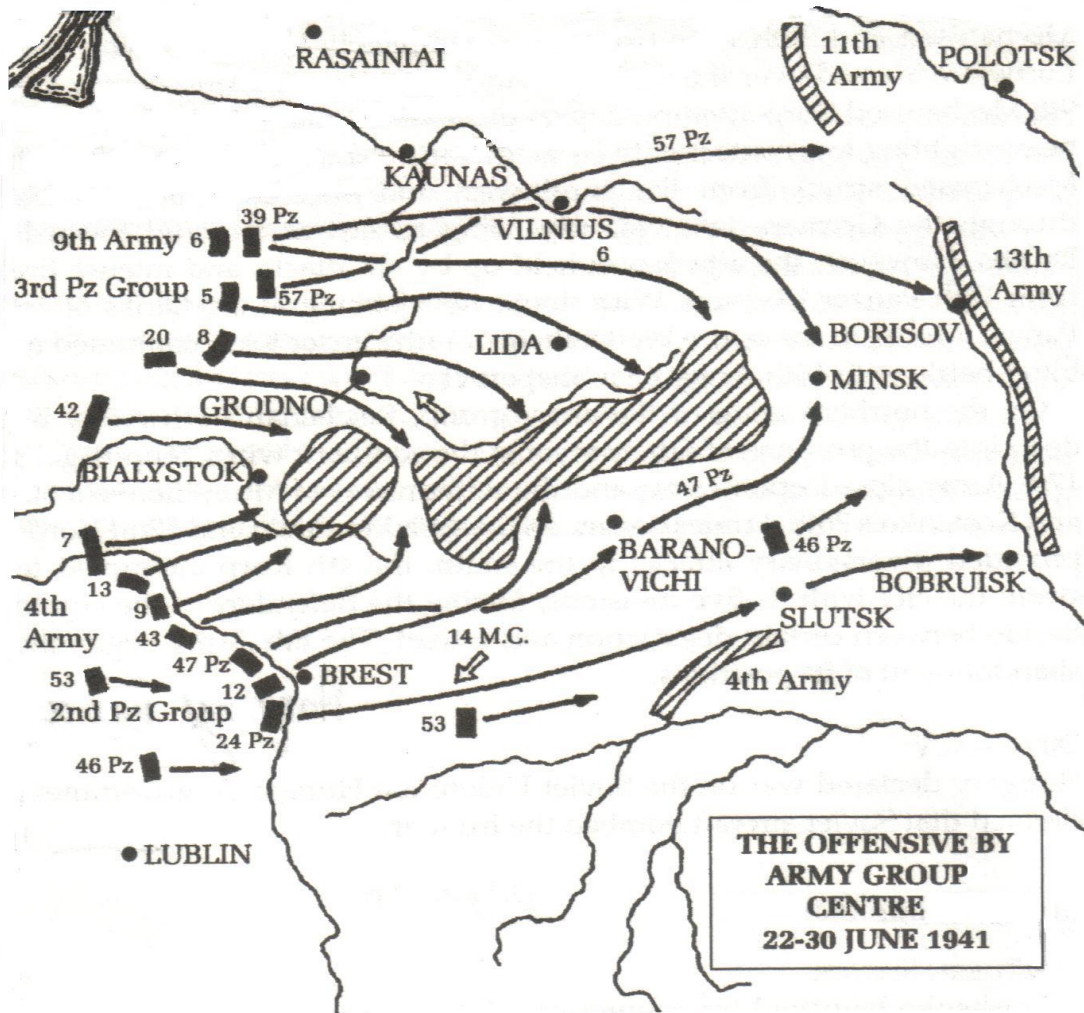 RASAINIAI
11th
Army
POLOTSK
57 Pz
KAUNAS
39 Pz
9th Army 6
VILNIUS
6
13th
Army
3rd Pz Group
5
57 Pz
8
20
LIDA
BORISOV
MINSK
GRODNO
42
BIALYSTOK
47 Pz
7
BARANO-
VICHI
46 Pz
BOBRUISK
13
4th
Army
9
43
SLUTSK
14 M.C.
47 Pz
BREST
53
12
4th Army
2nd Pz Group
24 Pz
53
46 Pz
LUBLIN
THE OFFENSIVE BY
ARMY GROUP
CENTRE
22-30 JUNE 1941